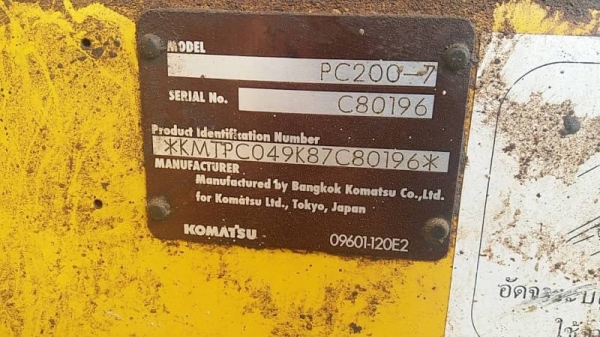 MODEL
PC200-7
SERIAL No.
C80196
Product Identification Number
*KMTPC049K87C80196*
MANUFACTURER
Manufactured by Bangkok Komatsu Co.,Ltd.
for Komatsu Ltd., Tokyo, Japan
KOMATSU
09601-120E2